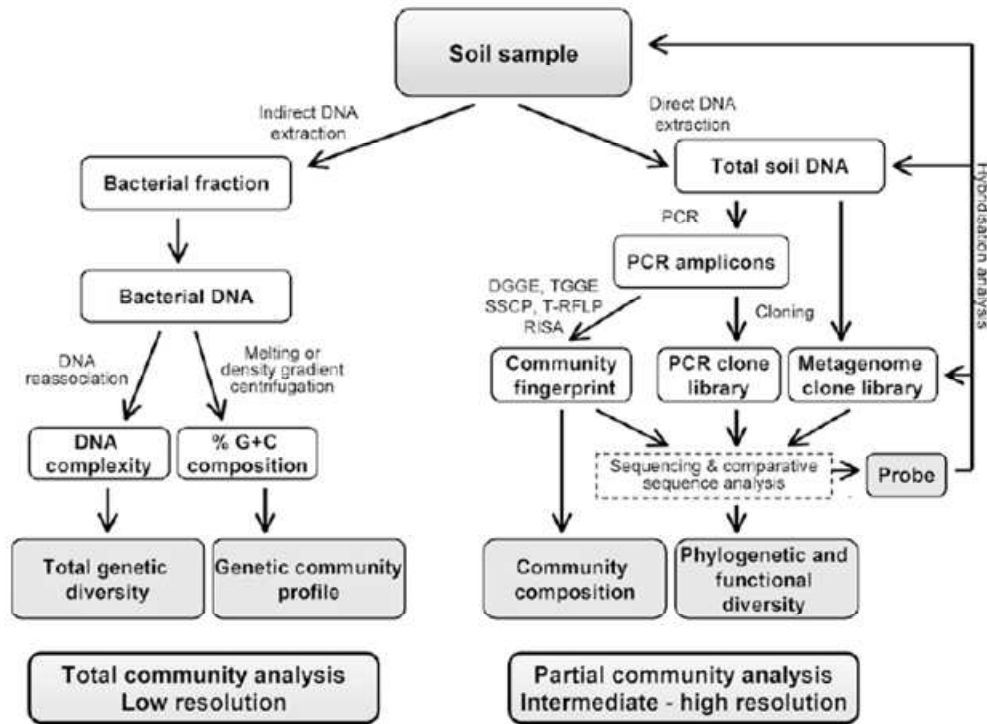 Soil sample
Indirect DNA
extraction
Direct DNA
extraction
Bacterial fraction
Total soil DNA
PCR
PCR amplicons
Bacterial DNA
DGGE, TGGE
SSCP, T-RFLP
RISA
Cloning
Hybridisation analysis
DNA
reassociation
Melting or
density gradient
centrifugation
Community
fingerprint
PCR clone
library
Metagenome
clone library
DNA
complexity
% G+C
composition
Sequencing & comparative
sequence analysis
Probe
Total genetic
diversity
Genetic community
profile
Community
composition
Phylogenetic and
functional
diversity
Total community analysis
Low resolution
Partial community analysis
Intermediate - high resolution